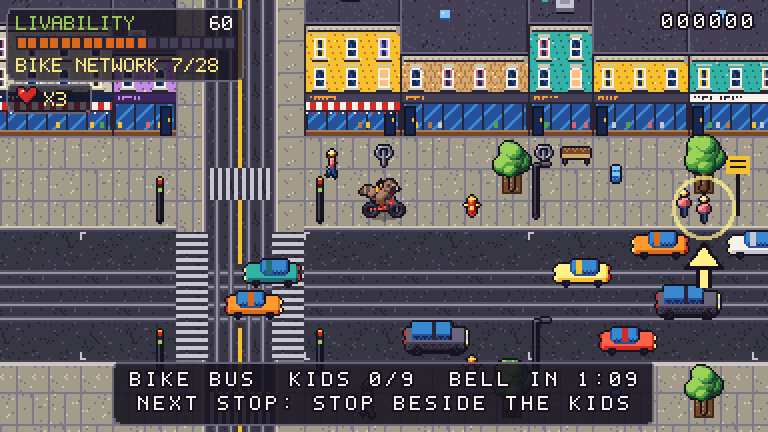 LIVABILITY 60
000000
BIKE NETWORK 7/28
X3
BIKE BUS KIDS 0/9 BELL IN 1:09
NEXT STOP: STOP BESIDE THE KIDS